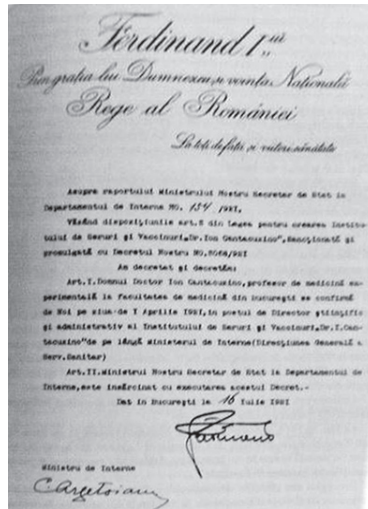 Ferdinand I.iu
Prin grația lui Dumnezeu și voința Națională
Rege al României
La toți de față și viitori sănătate
Asupra raportului Ministrului Nostru Secretar de Stat la
Departamentul de Interne NO. 154/1921.
Văzând dispozițiunile art.8 din Legea pentru crearea Institu-
tului de Seruri și Vaccinuri„Dr.Ion Cantacuzino",Sancționată și
promulgată cu Decretul Nostru NO.3068/921
Am decretat și decretăm:
Art.I.Domnul Doctor Ion Cantacuzino,profesor de medicină ex-
perimentală la facultatea de medicină din București se confirmă
de Noi pe ziua de 1 Aprilie 1921,în postul de Director științific
și administrativ al Institutului de Seruri și Vaccinuri„Dr.I.Can-
tacuzino"de pe lângă Ministerul de Interne(Direcțiunea Generală a
Serv.Sanitar)
Art.II.Ministrul Nostru Secretar de Stat la Departamentul de
Interne,este însărcinat cu executarea acestui Decret.-
Dat în București la 16 Iulie 1921
Ferdinand
Ministru de Interne
C. Argetoianu